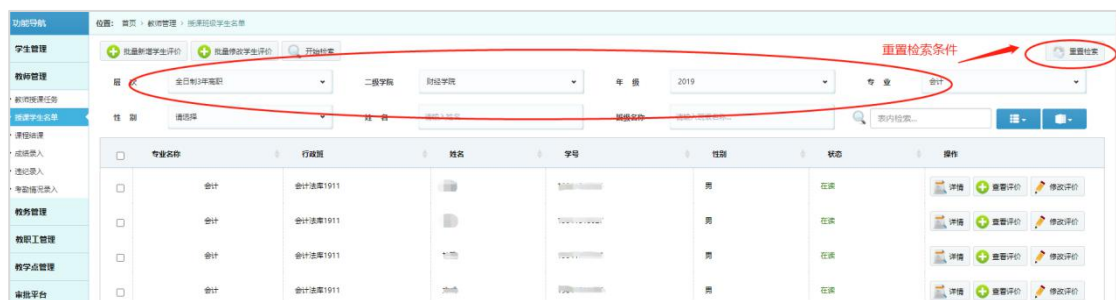 功能导航 位置: 首页 > 教师管理 > 授课班级学生名单
学生管理 批量新增学生评价 批量修改学生评价 开始检索 重置检索条件 重置检索
教师管理 层 次 全日制3年高职 二级学院 财经学院 年 级 2019 专 业 会计
教师授课任务
授课学生名单 性 别 请选择 姓 名 请输入姓名... 班级名称 表内检索...
课程结课
成绩录入 专业名称 行政班 姓名 学号 性别 状态 操作
违纪录入
考勤情况录入 会计 会计法库1911 男 在读 详情 查看评价 修改评价
教务管理 会计 会计法库1911 男 在读 详情 查看评价 修改评价
教职工管理
教学点管理 会计 会计法库1911 男 在读 详情 查看评价 修改评价
审批平台 会计 会计法库1911 男 在读 详情 查看评价 修改评价